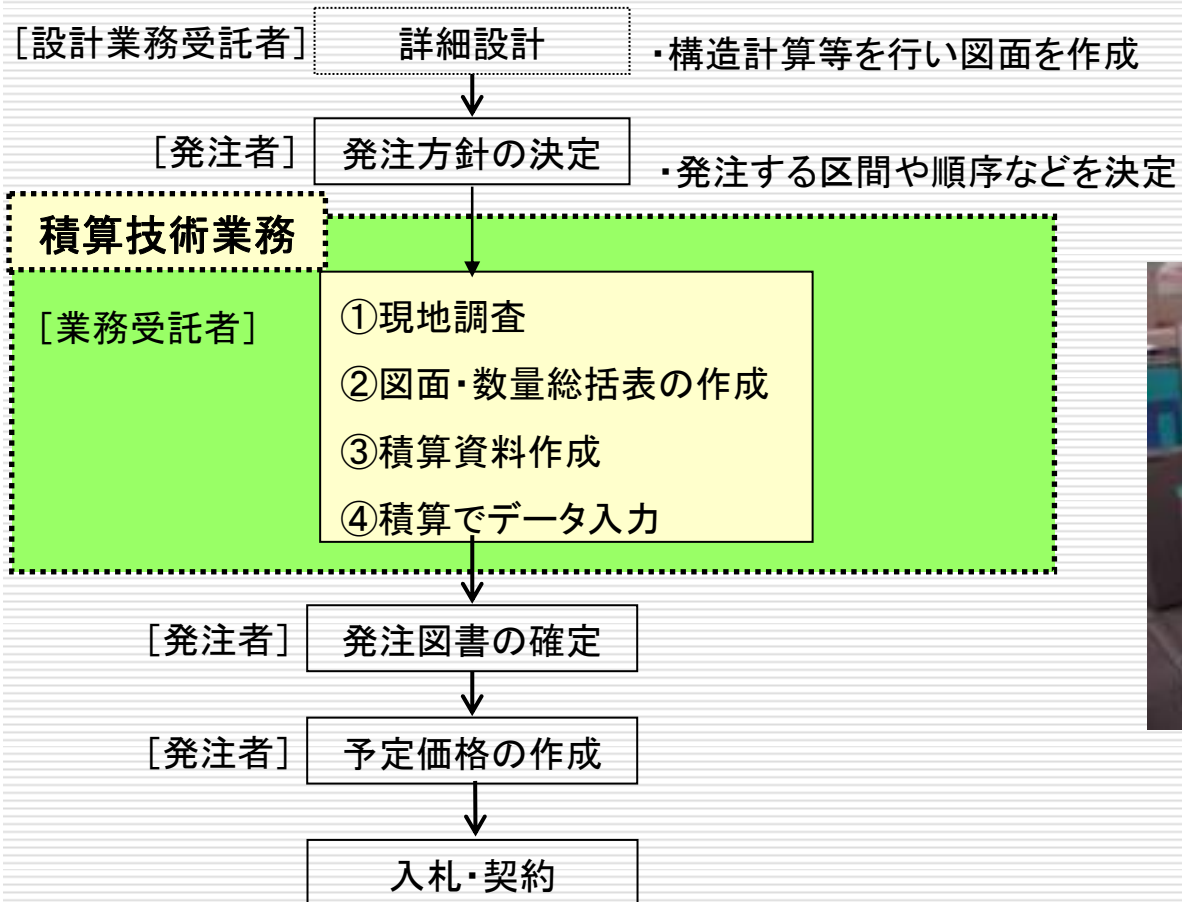 [設計業務受託者] 詳細設計 ・構造計算等を行い図面を作成
[発注者] 発注方針の決定 ・発注する区間や順序などを決定
積算技術業務
[業務受託者]
①現地調査
②図面・数量総括表の作成
③積算資料作成
④積算でデータ入力
[発注者] 発注図書の確定
[発注者] 予定価格の作成
入札・契約